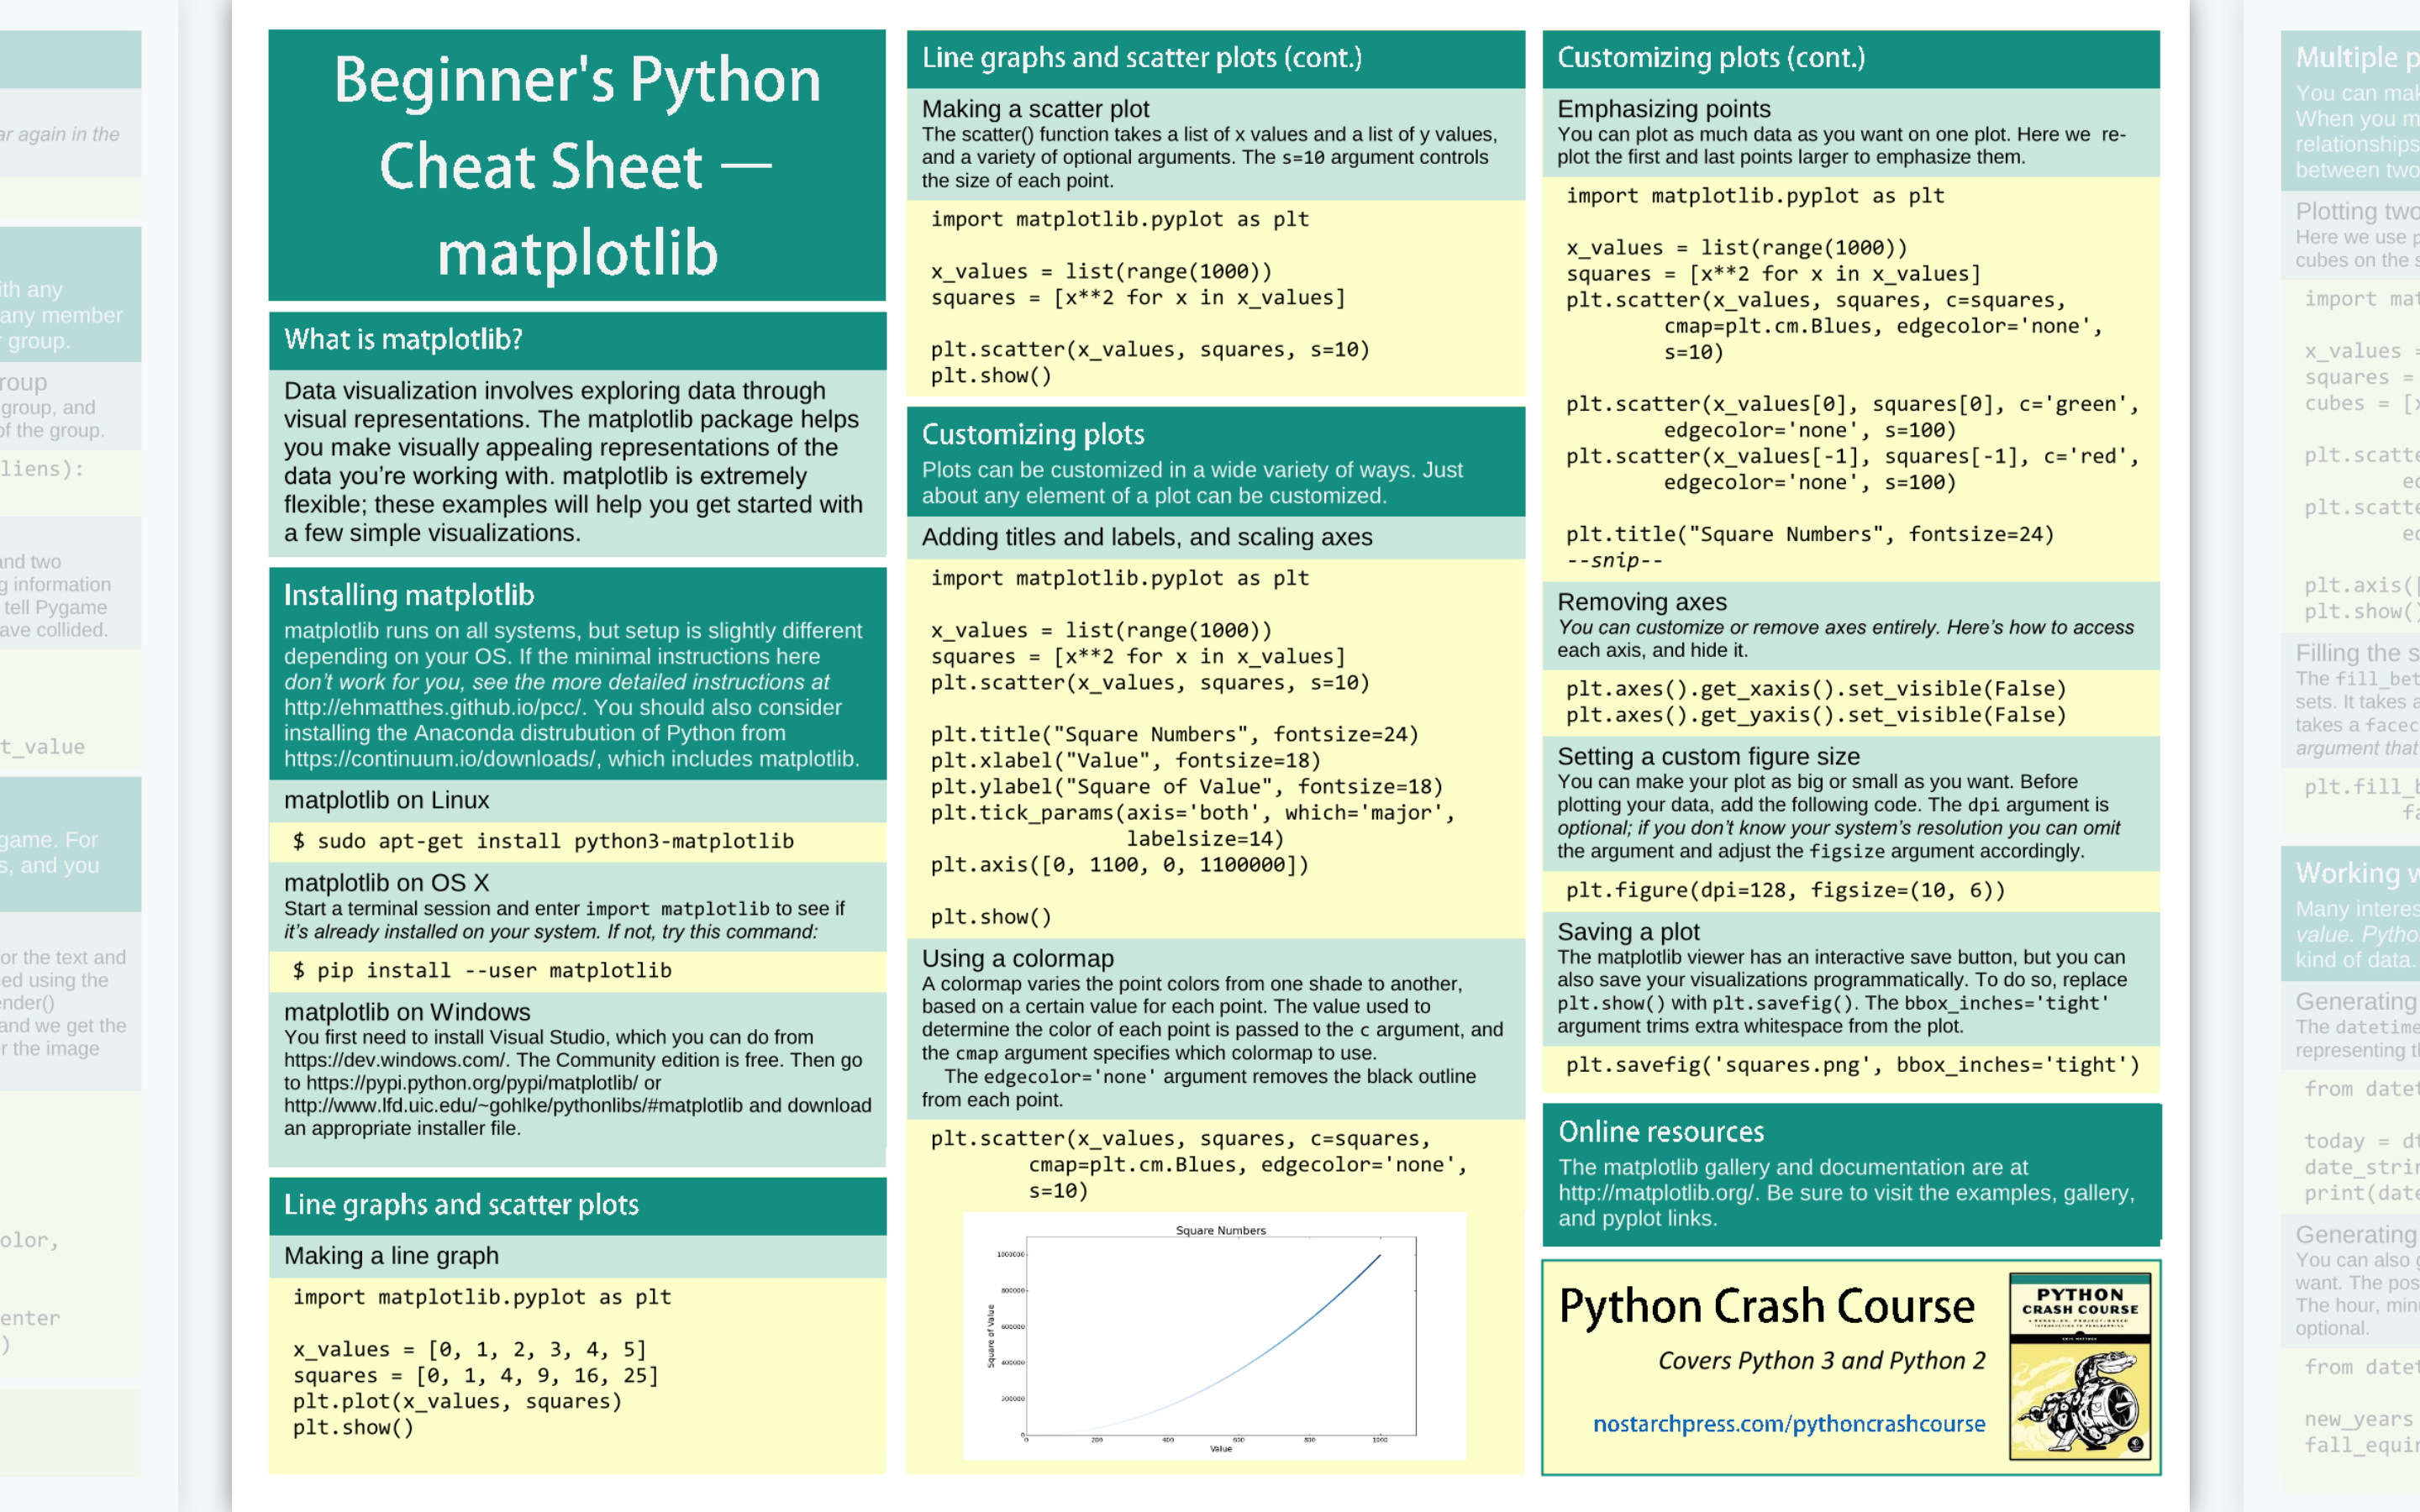 ar again in the
ith any
any member
group.
roup
group, and
of the group.
liens):
and two
g information
tell Pygame
ave collided.
t_value
game. For
s, and you
or the text and
ed using the
ender()
and we get the
r the image
olor,
enter
)
Beginner's Python
Cheat Sheet —
matplotlib
What is matplotlib?
Data visualization involves exploring data through
visual representations. The matplotlib package helps
you make visually appealing representations of the
data you're working with. matplotlib is extremely
flexible; these examples will help you get started with
a few simple visualizations.
Installing matplotlib
matplotlib runs on all systems, but setup is slightly different
depending on your OS. If the minimal instructions here
don't work for you, see the more detailed instructions at
http://ehmatthes.github.io/pcc/. You should also consider
installing the Anaconda distrubution of Python from
https://continuum.io/downloads/, which includes matplotlib.
matplotlib on Linux
$ sudo apt-get install python3-matplotlib
matplotlib on OS X
Start a terminal session and enter import matplotlib to see if
it's already installed on your system. If not, try this command:
$ pip install --user matplotlib
matplotlib on Windows
You first need to install Visual Studio, which you can do from
https://dev.windows.com/. The Community edition is free. Then go
to https://pypi.python.org/pypi/matplotlib/ or
http://www.lfd.uic.edu/~gohlke/pythonlibs/#matplotlib and download
an appropriate installer file.
Line graphs and scatter plots
Making a line graph
import matplotlib.pyplot as plt
x_values = [0, 1, 2, 3, 4, 5]
squares = [0, 1, 4, 9, 16, 25]
plt.plot(x_values, squares)
plt.show()
Line graphs and scatter plots (cont.)
Making a scatter plot
The scatter() function takes a list of x values and a list of y values,
and a variety of optional arguments. The s=10 argument controls
the size of each point.
import matplotlib.pyplot as plt
x_values = list(range(1000))
squares = [x**2 for x in x_values]
plt.scatter(x_values, squares, s=10)
plt.show()
Customizing plots
Plots can be customized in a wide variety of ways. Just
about any element of a plot can be customized.
Adding titles and labels, and scaling axes
import matplotlib.pyplot as plt
x_values = list(range(1000))
squares = [x**2 for x in x_values]
plt.scatter(x_values, squares, s=10)
plt.title("Square Numbers", fontsize=24)
plt.xlabel("Value", fontsize=18)
plt.ylabel("Square of Value", fontsize=18)
plt.tick_params(axis='both', which='major',
labelsize=14)
plt.axis([0, 1100, 0, 1100000])
plt.show()
Using a colormap
A colormap varies the point colors from one shade to another,
based on a certain value for each point. The value used to
determine the color of each point is passed to the c argument, and
the cmap argument specifies which colormap to use.
The edgecolor='none' argument removes the black outline
from each point.
plt.scatter(x_values, squares, c=squares,
cmap=plt.cm.Blues, edgecolor='none',
s=10)
Square Numbers
1000000
800000
600000
400000
200000
0
Square of Value
0 200 400 600 800 1000
Value
Customizing plots (cont.)
Emphasizing points
You can plot as much data as you want on one plot. Here we re-
plot the first and last points larger to emphasize them.
import matplotlib.pyplot as plt
x_values = list(range(1000))
squares = [x**2 for x in x_values]
plt.scatter(x_values, squares, c=squares,
cmap=plt.cm.Blues, edgecolor='none',
s=10)
plt.scatter(x_values[0], squares[0], c='green',
edgecolor='none', s=100)
plt.scatter(x_values[-1], squares[-1], c='red',
edgecolor='none', s=100)
plt.title("Square Numbers", fontsize=24)
--snip--
Removing axes
You can customize or remove axes entirely. Here's how to access
each axis, and hide it.
plt.axes().get_xaxis().set_visible(False)
plt.axes().get_yaxis().set_visible(False)
Setting a custom figure size
You can make your plot as big or small as you want. Before
plotting your data, add the following code. The dpi argument is
optional; if you don't know your system's resolution you can omit
the argument and adjust the figsize argument accordingly.
plt.figure(dpi=128, figsize=(10, 6))
Saving a plot
The matplotlib viewer has an interactive save button, but you can
also save your visualizations programmatically. To do so, replace
plt.show() with plt.savefig(). The bbox_inches='tight'
argument trims extra whitespace from the plot.
plt.savefig('squares.png', bbox_inches='tight')
Online resources
The matplotlib gallery and documentation are at
http://matplotlib.org/. Be sure to visit the examples, gallery,
and pyplot links.
Python Crash Course
Covers Python 3 and Python 2
nostarchpress.com/pythoncrashcourse
PYTHON
CRASH COURSE
Multiple p
You can mak
When you m
relationships
between two
Plotting two
Here we use p
cubes on the s
import mat
x_values =
squares =
cubes = [x
plt.scatte
ed
plt.scatte
ed
plt.axis([
plt.show()
Filling the s
The fill_bet
sets. It takes a
takes a facec
argument that
plt.fill_b
fa
Working w
Many interes
value. Pytho
kind of data.
Generating
The datetime
representing th
from datet
today = dt
date_strin
print(date
Generating
You can also g
want. The pos
The hour, minu
optional.
from datet
new_years
fall_equin